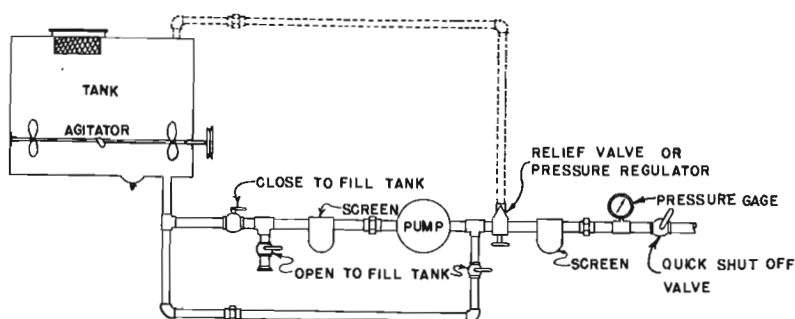 TANK
AGITATOR
CLOSE TO FILL TANK
SCREEN
PUMP
OPEN TO FILL TANK
RELIEF VALVE OR
PRESSURE REGULATOR
PRESSURE GAGE
SCREEN
QUICK SHUT OFF
VALVE